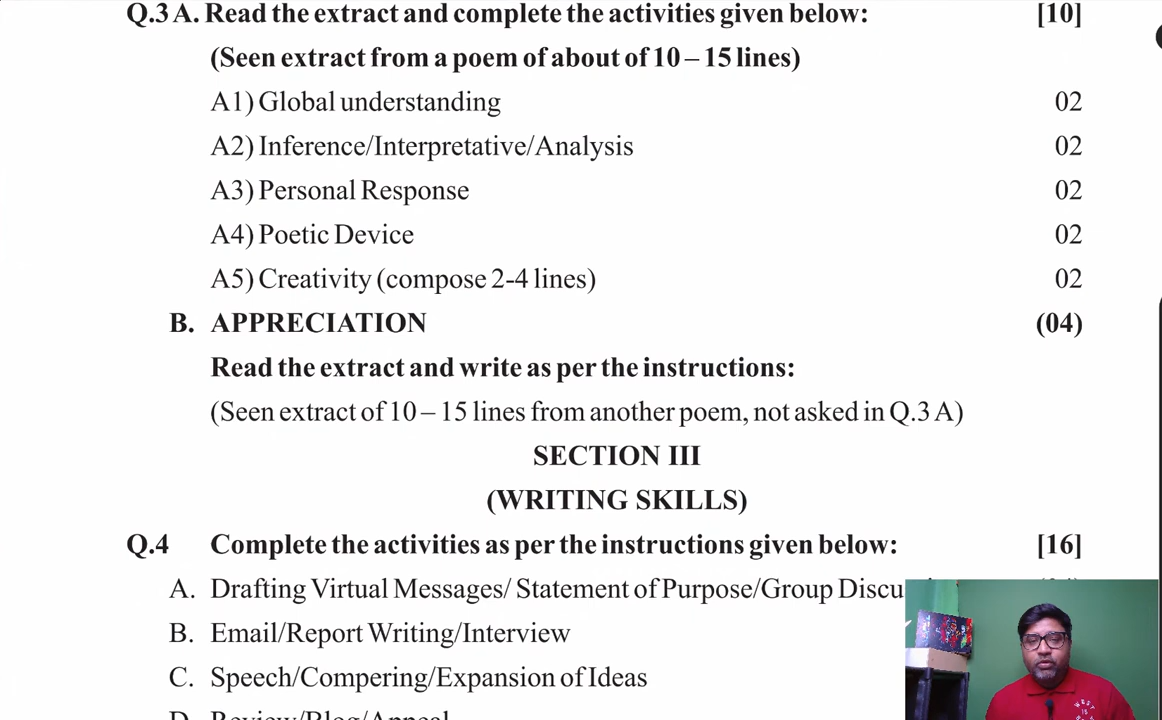 Q.3 A. Read the extract and complete the activities given below: [10]
(Seen extract from a poem of about of 10 – 15 lines)
A1) Global understanding 02
A2) Inference/Interpretative/Analysis 02
A3) Personal Response 02
A4) Poetic Device 02
A5) Creativity (compose 2-4 lines) 02
B. APPRECIATION (04)
Read the extract and write as per the instructions:
(Seen extract of 10 – 15 lines from another poem, not asked in Q.3 A)
SECTION III
(WRITING SKILLS)
Q.4 Complete the activities as per the instructions given below: [16]
A. Drafting Virtual Messages/ Statement of Purpose/Group
B. Email/Report Writing/Interview
C. Speech/Compering/Expansion of Ideas
D. Review/Blog/Appeal